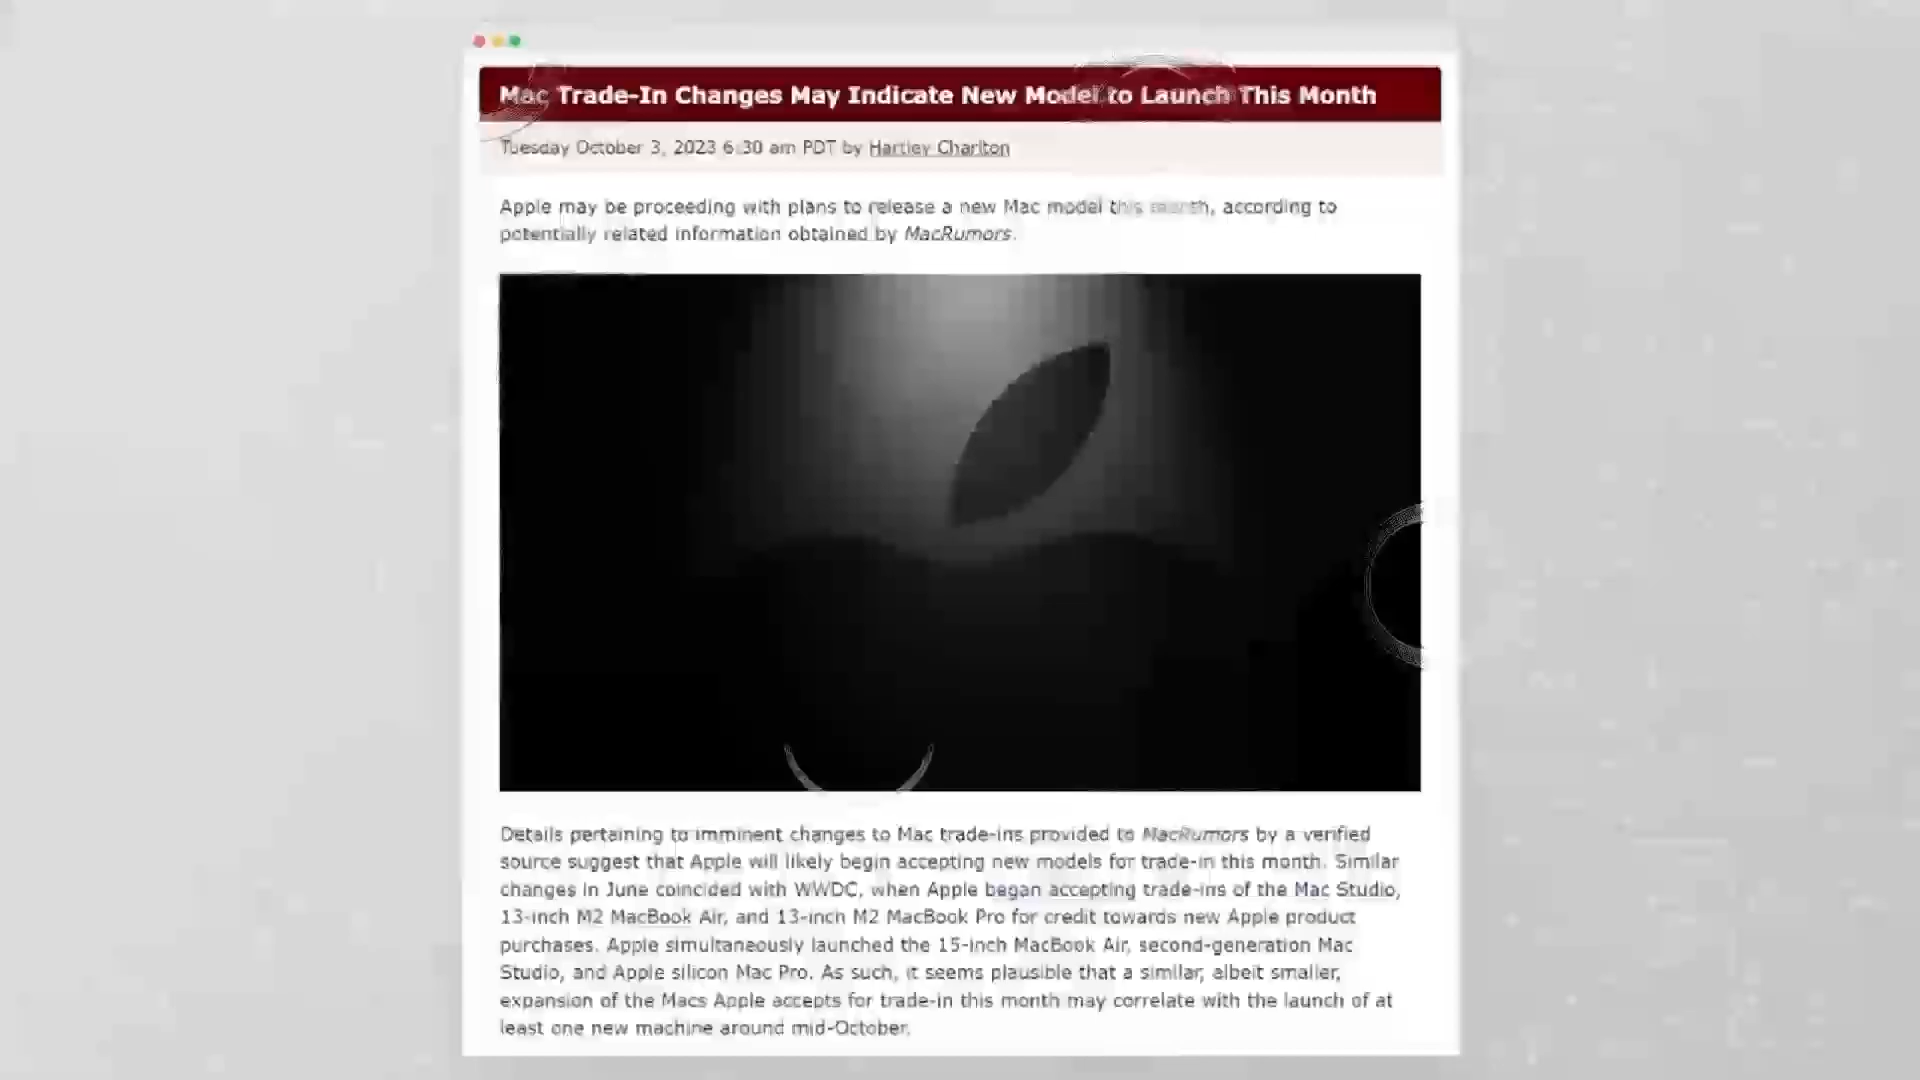 Mac Trade-In Changes May Indicate New Model to Launch This Month
Tuesday October 3, 2023 6:30 am PDT by Hartley Charlton
Apple may be proceeding with plans to release a new Mac model this month, according to
potentially related information obtained by MacRumors.
Details pertaining to imminent changes to Mac trade-ins provided to MacRumors by a verified
source suggest that Apple will likely begin accepting new models for trade-in this month. Similar
changes in June coincided with WWDC, when Apple began accepting trade-ins of the Mac Studio,
13-inch M2 MacBook Air, and 13-inch M2 MacBook Pro for credit towards new Apple product
purchases. Apple simultaneously launched the 15-inch MacBook Air, second-generation Mac
Studio, and Apple silicon Mac Pro. As such, it seems plausible that a similar, albeit smaller,
expansion of the Macs Apple accepts for trade-in this month may correlate with the launch of at
least one new machine around mid-October.